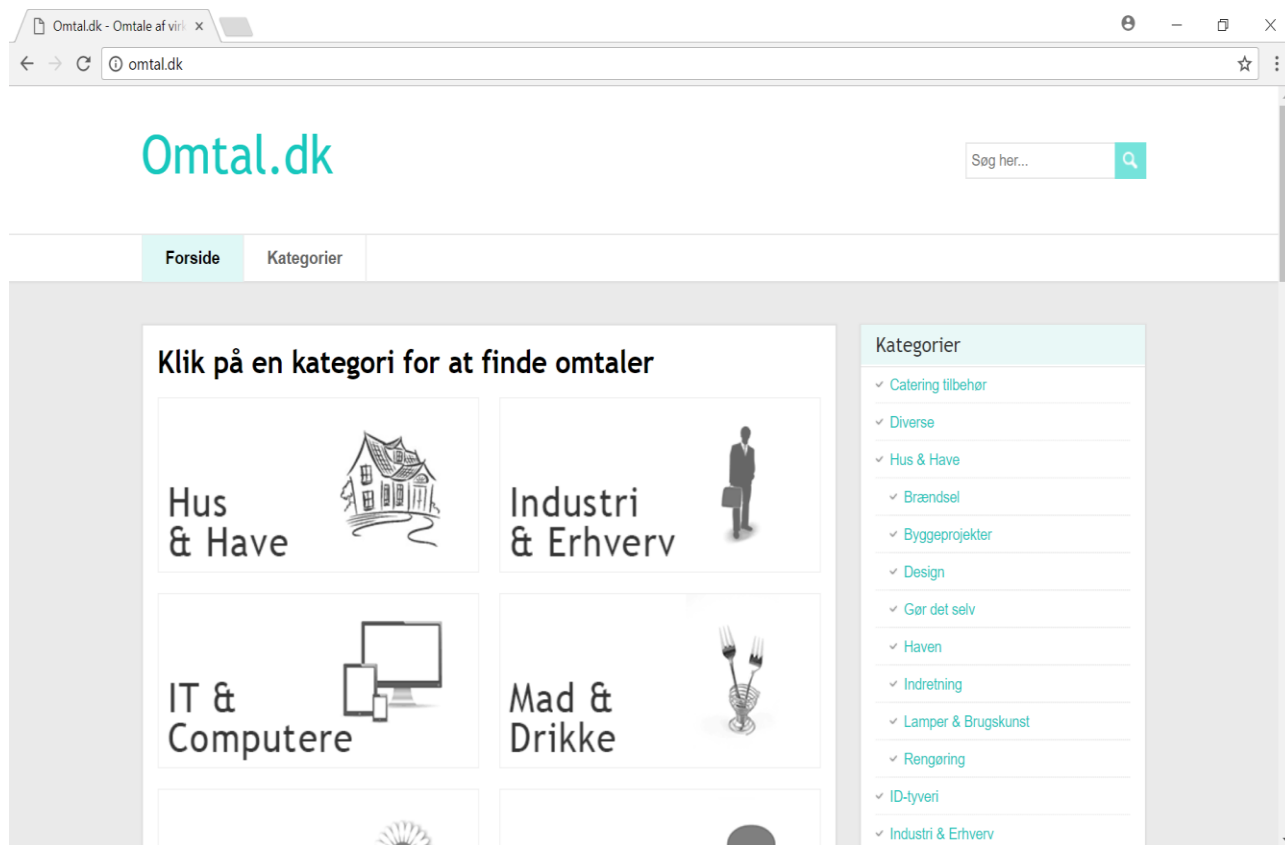 Omtal.dk - Omtale af virk
omtal.dk
Omtal.dk
Søg her...
Forside
Kategorier
Klik på en kategori for at finde omtaler
Hus
& Have
Industri
& Erhverv
IT &
Computere
Mad &
Drikke
Kategorier
Catering tilbehør
Diverse
Hus & Have
Brændsel
Byggeprojekter
Design
Gør det selv
Haven
Indretning
Lamper & Brugskunst
Rengøring
ID-tyveri
Industri & Erhverv